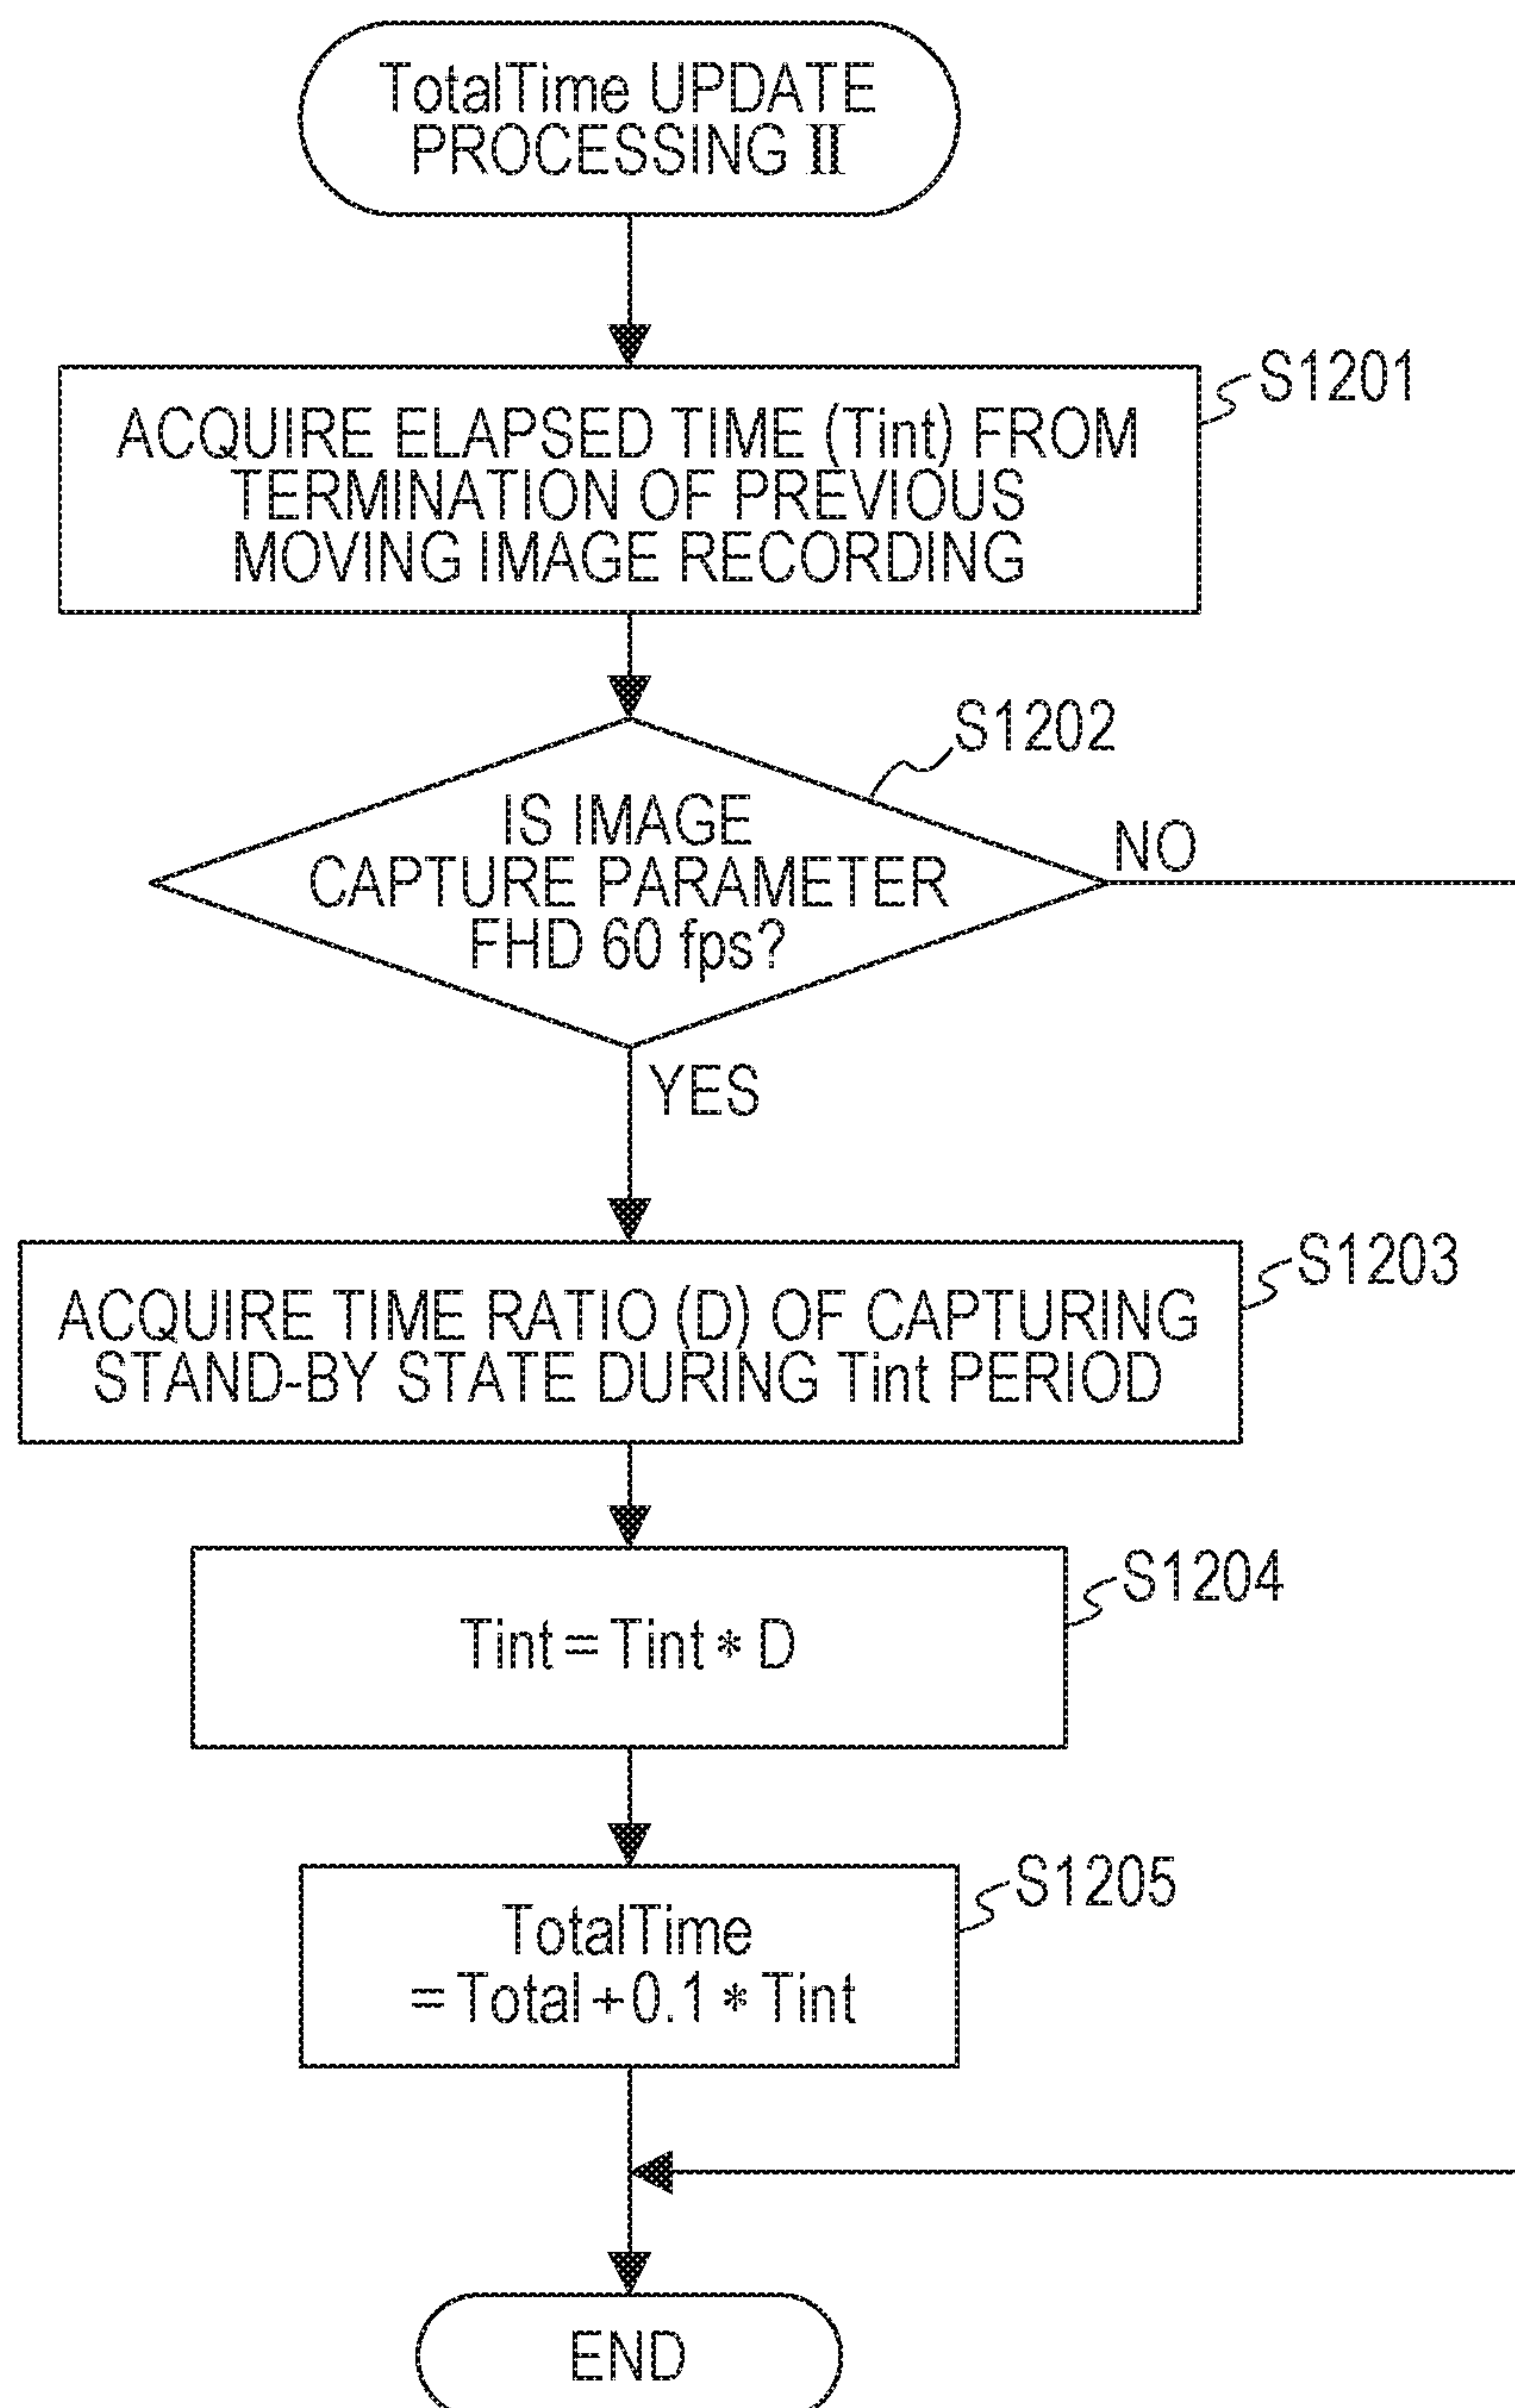 TotalTime UPDATE
PROCESSING II
S1201
ACQUIRE ELAPSED TIME (Tint) FROM
TERMINATION OF PREVIOUS
MOVING IMAGE RECORDING
S1202
IS IMAGE
CAPTURE PARAMETER
FHD 60 fps?
NO
YES
S1203
ACQUIRE TIME RATIO (D) OF CAPTURING
STAND-BY STATE DURING Tint PERIOD
S1204
Tint = Tint * D
S1205
TotalTime
= Total + 0.1 * Tint
END